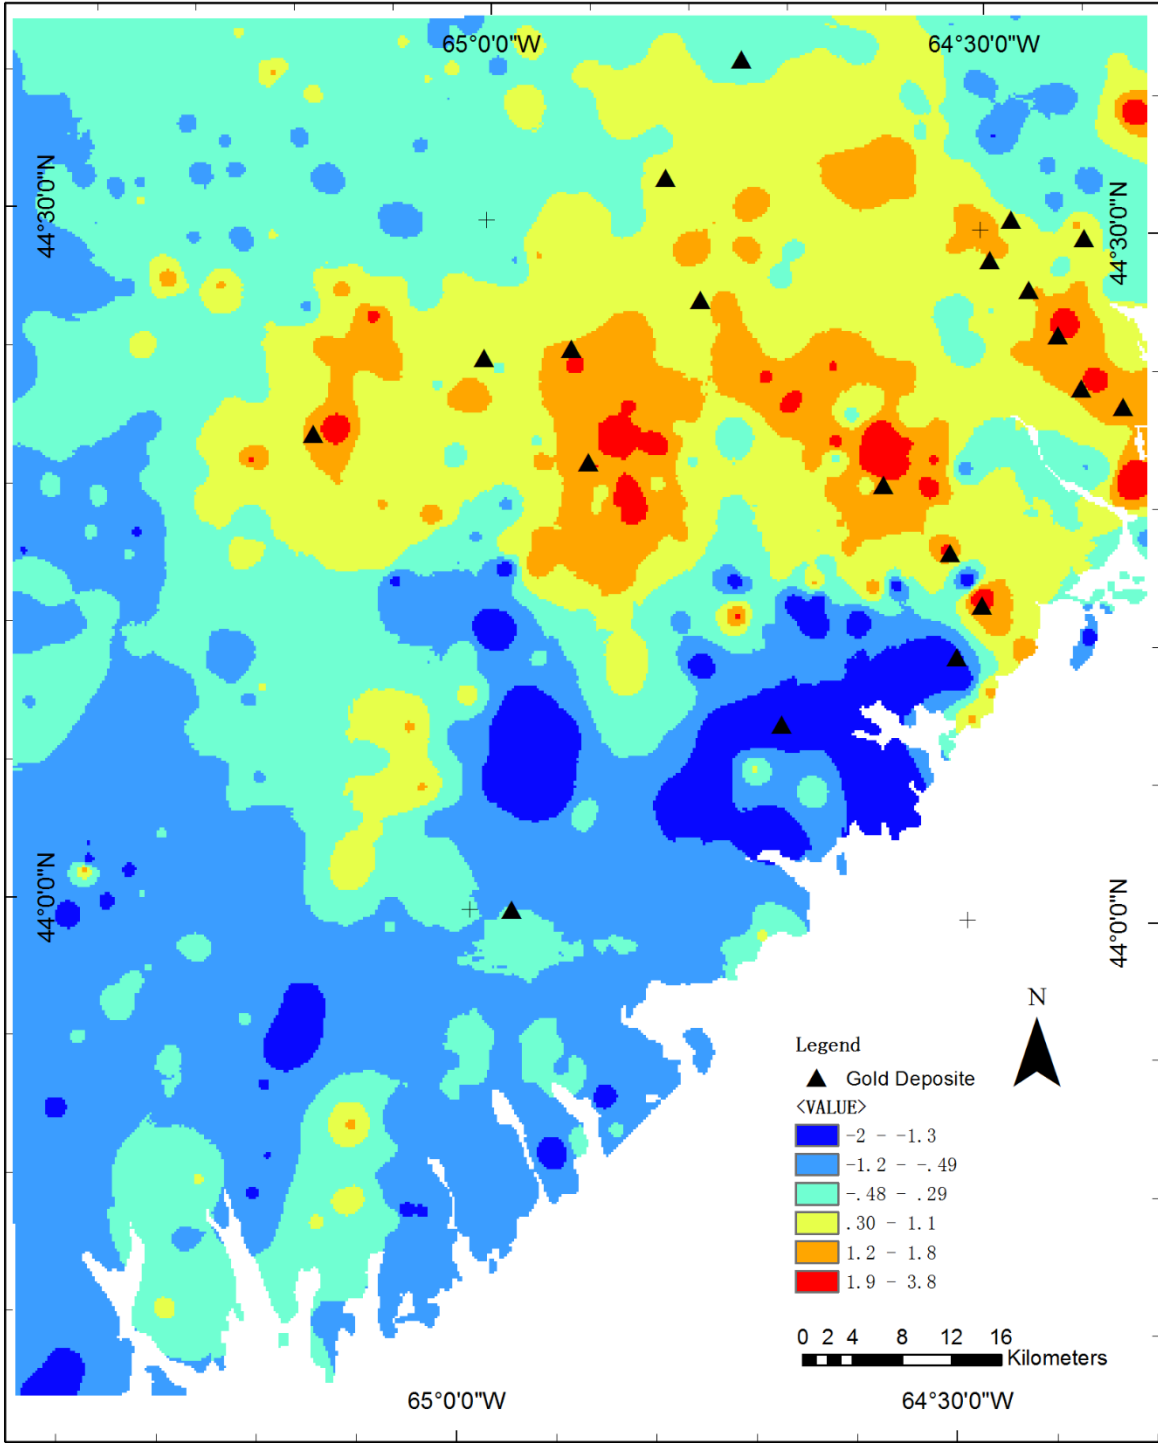 65°0'0"W 64°30'0"W
44°30'0"N
44°30'0"N
44°0'0"N
44°0'0"N
N
Legend
Gold Deposite
<VALUE>
-2 - -1.3
-1.2 - -.49
-.48 - .29
.30 - 1.1
1.2 - 1.8
1.9 - 3.8
0 2 4 8 12 16
Kilometers
65°0'0"W 64°30'0"W